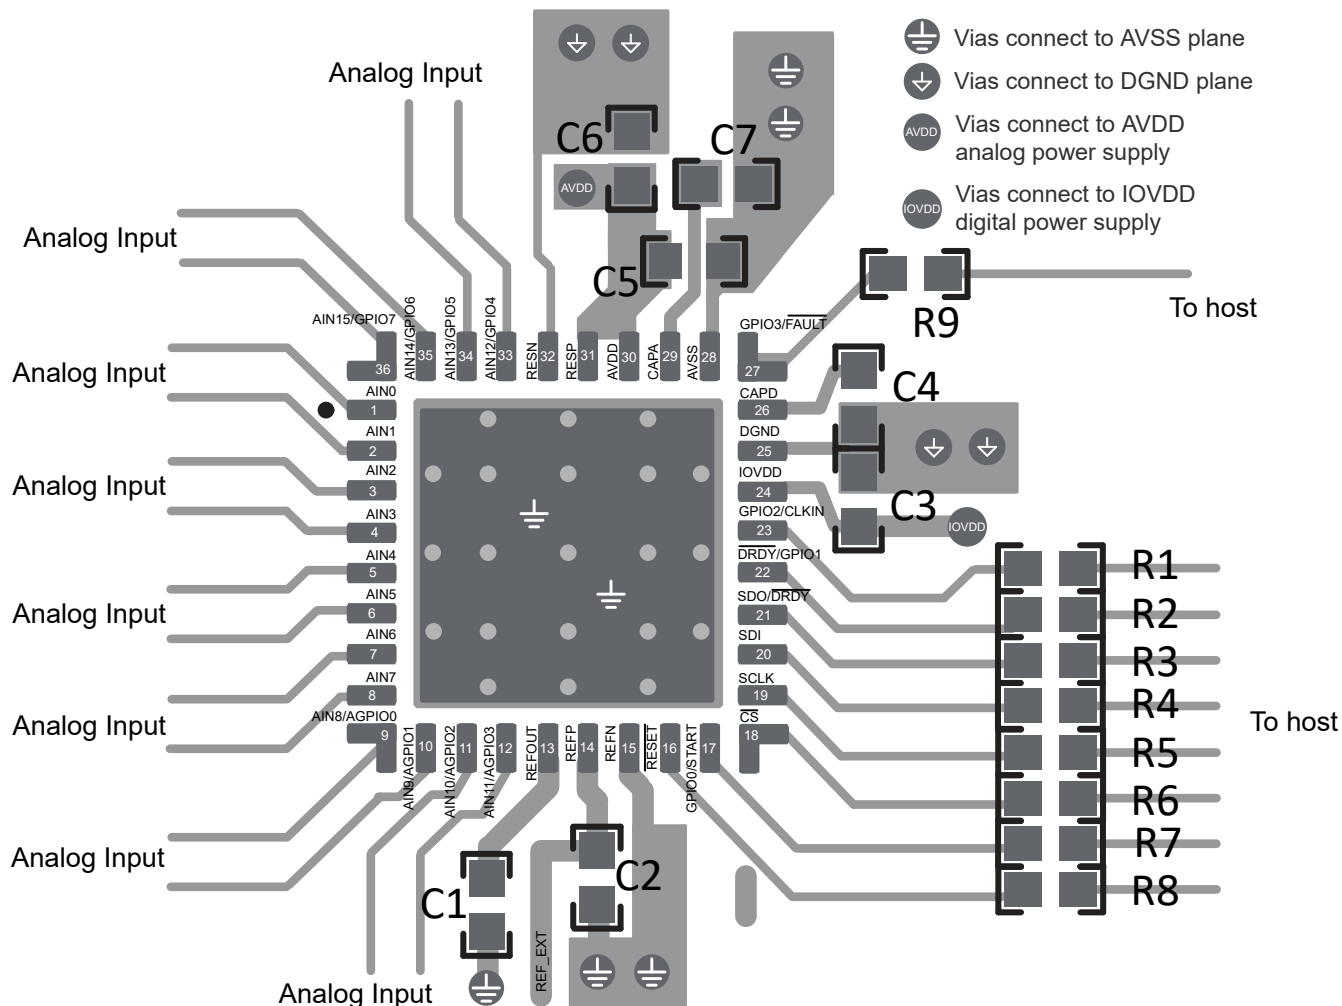 Vias connect to AVSS plane
Vias connect to DGND plane
AVDD
Vias connect to AVDD
analog power supply
IOVDD
Vias connect to IOVDD
digital power supply
Analog Input
C6
C7
AVDD
Analog Input
C5
R9
To host
AIN15/GPIO7
AIN14/GPIO6
AIN13/GPIO5
AIN12/GPIO4
RESN
RESP
AVDD
CAPA
AVSS
GPIO3/FAULT
36
35
34
33
32
31
30
29
28
27
Analog Input
AIN0
1
AIN1
2
Analog Input
AIN2
3
AIN3
4
Analog Input
AIN4
5
AIN5
6
Analog Input
AIN6
7
AIN7
8
AIN8/AGPIO0
9
CAPD
26
C4
DGND
25
IOVDD
24
C3
IOVDD
GPIO2/CLKIN
23
DRDY/GPIO1
22
SDO/DRDY
21
SDI
20
SCLK
19
CS
18
R1
R2
R3
R4
R5
R6
R7
R8
To host
10
11
12
13
14
15
16
17
AIN9/AGPIO1
AIN10/AGPIO2
AIN11/AGPIO3
REFOUT
REFP
REFN
RESET
GPIO0/START
Analog Input
C1
C2
REF_EXT
Analog Input